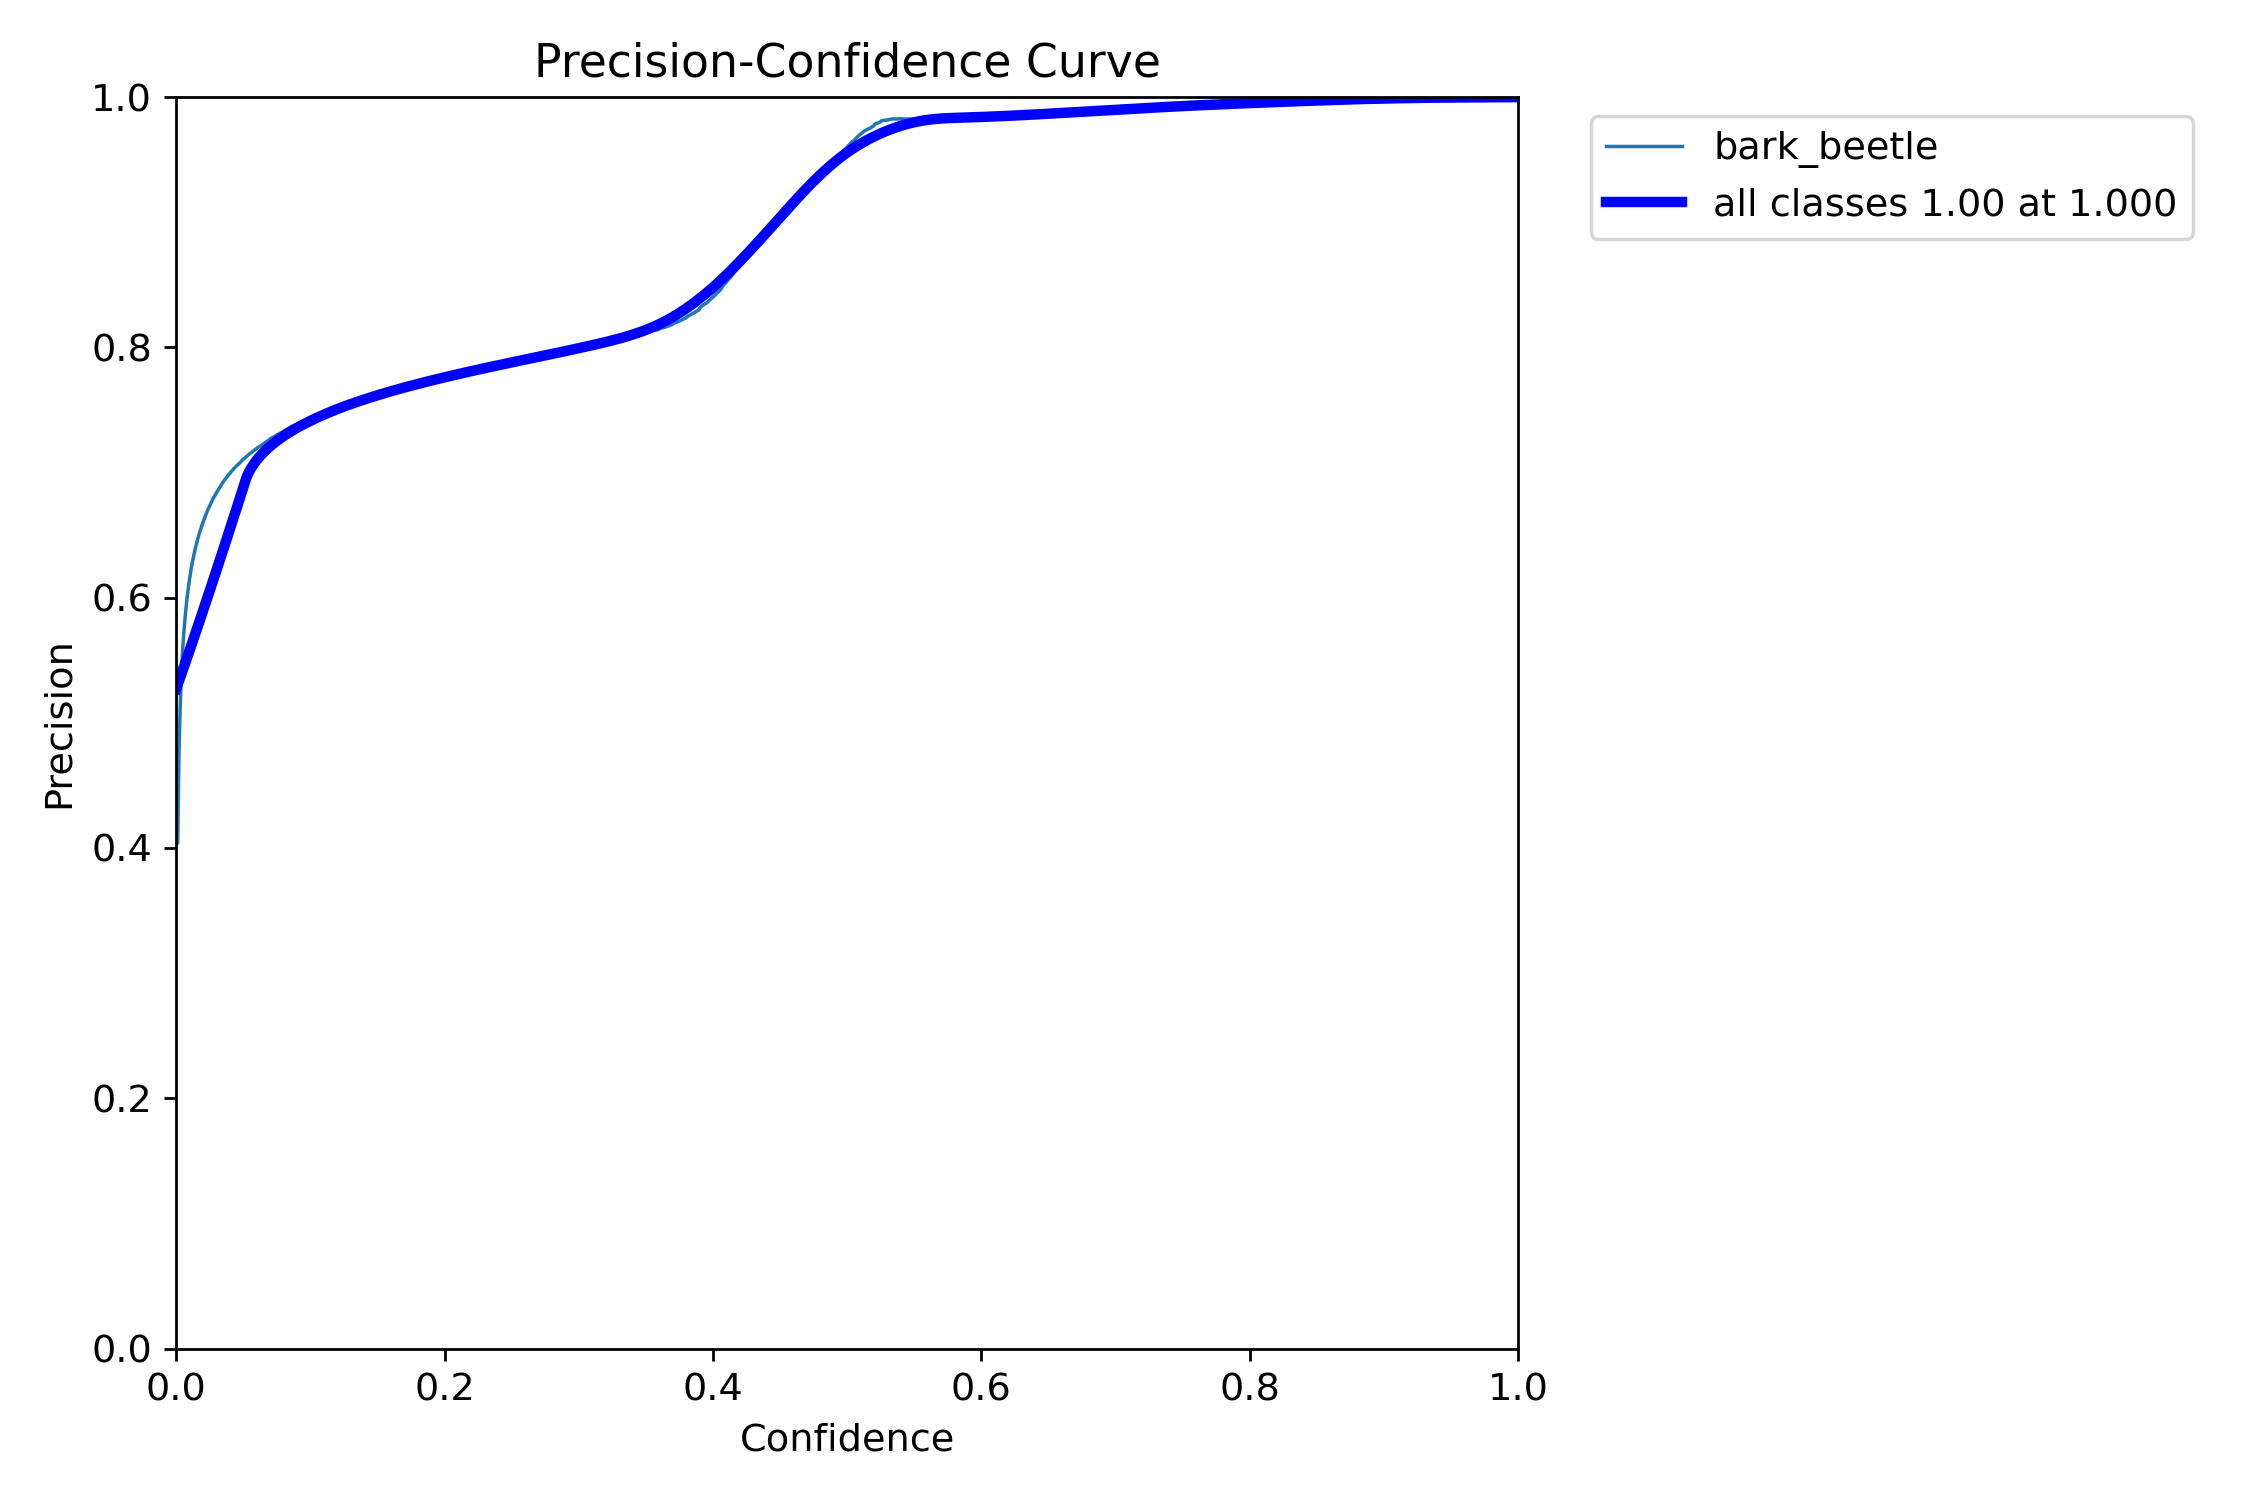 Precision-Confidence Curve
bark_beetle
all classes 1.00 at 1.000
Precision
1.0
0.8
0.6
0.4
0.2
0.0
0.0 0.2 0.4 0.6 0.8 1.0
Confidence